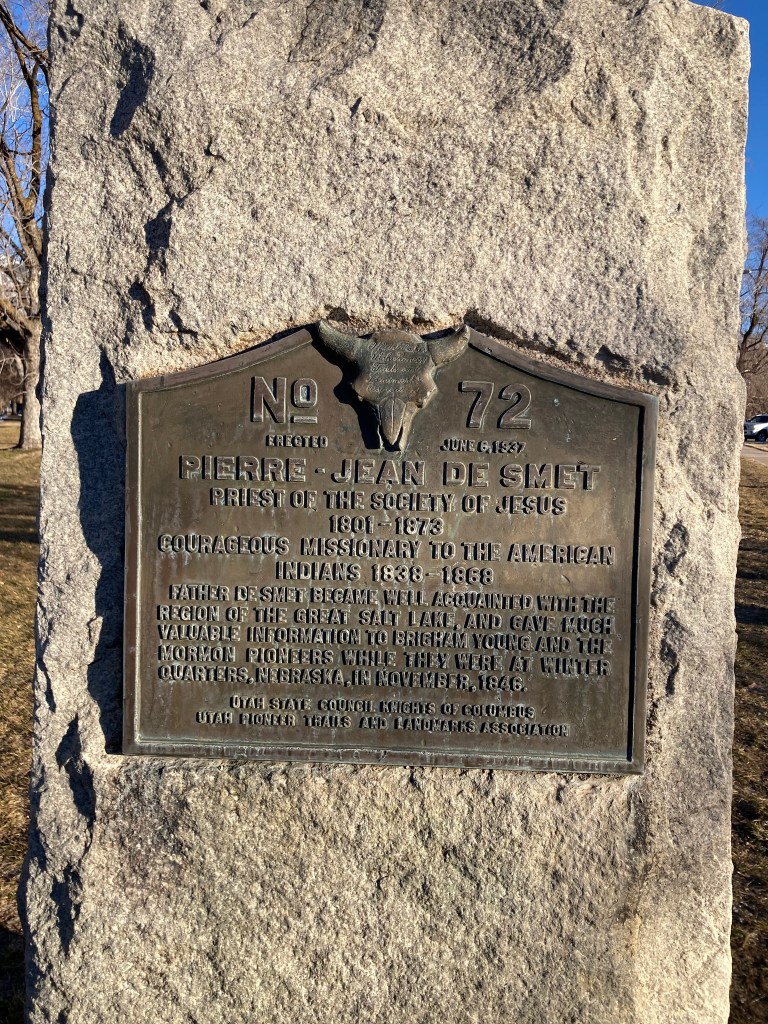 No 72
ERECTED JUNE 6, 1937
PIERRE-JEAN DE SMET
PRIEST OF THE SOCIETY OF JESUS
1801-1873
COURAGEOUS MISSIONARY TO THE AMERICAN
INDIANS 1838-1868
FATHER DE SMET BECAME WELL ACQUAINTED WITH THE
REGION OF THE GREAT SALT LAKE, AND GAVE MUCH
VALUABLE INFORMATION TO BRIGHAM YOUNG AND THE
MORMON PIONEERS WHILE THEY WERE AT WINTER
QUARTERS, NEBRASKA, IN NOVEMBER, 1846.
UTAH STATE COUNCIL KNIGHTS OF COLUMBUS
UTAH PIONEER TRAILS AND LANDMARKS ASSOCIATION